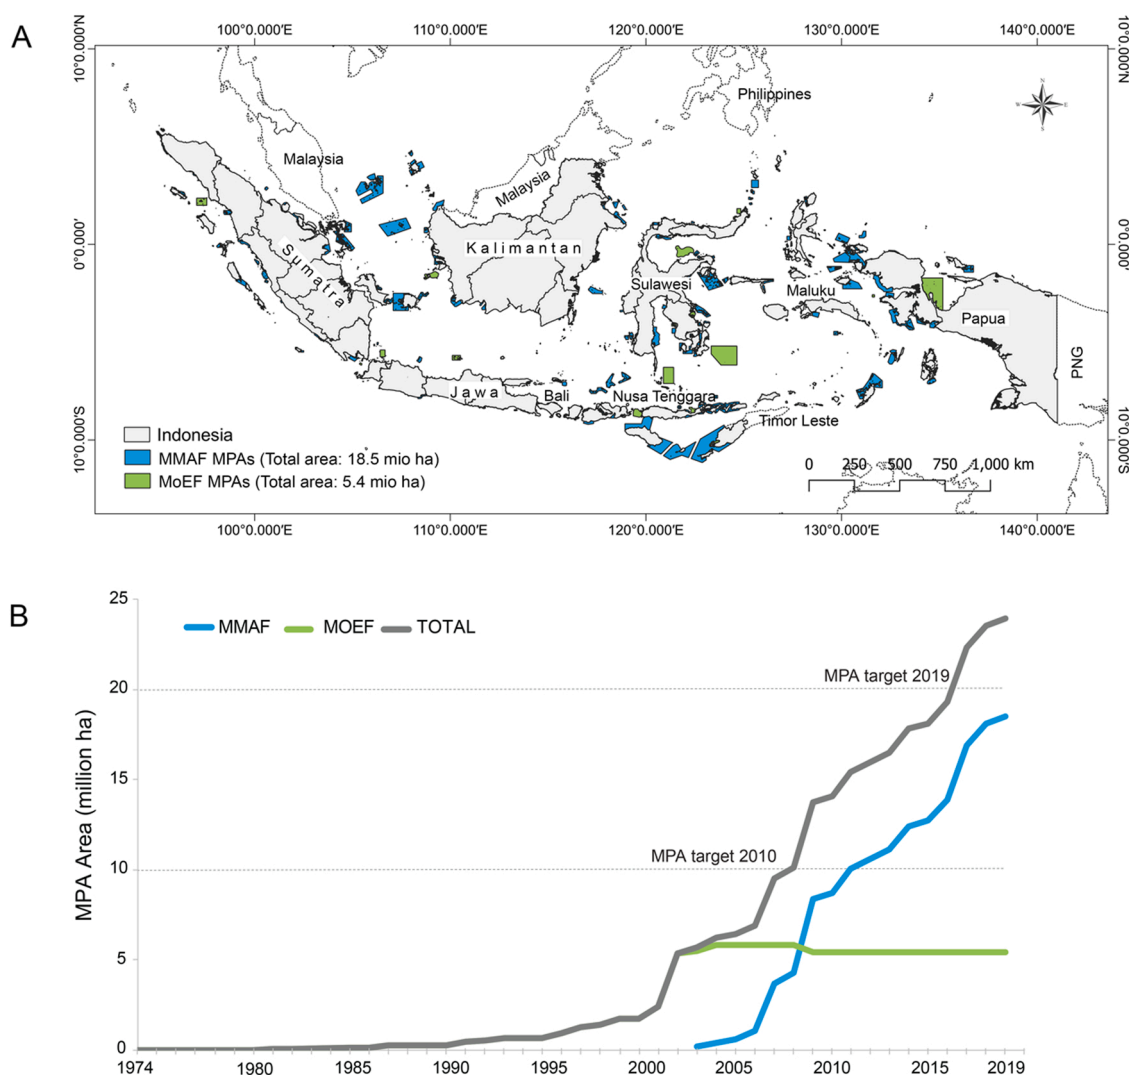 A
100°0.000'E
110°0.000'E
120°0.000'E
130°0.000'E
140°0.000'E
10°0.000'N
10°0.000'N
N
W
E
S
Philippines
Malaysia
Malaysia
0°0.000'
0°0.000'
Kalimantan
Sumatra
Sulawesi
Maluku
Papua
PNG
Jawa
Bali
Nusa Tenggara
Timor Leste
10°0.000'S
10°0.000'S
Indonesia
MMAF MPAs (Total area: 18.5 mio ha)
MoEF MPAs (Total area: 5.4 mio ha)
0 250 500 750 1,000 km
100°0.000'E
110°0.000'E
120°0.000'E
130°0.000'E
140°0.000'E
B
MMAF MOEF TOTAL
MPA Area (million ha)
25
20
15
10
5
0
MPA target 2019
MPA target 2010
1974 1980 1985 1990 1995 2000 2005 2010 2015 2019